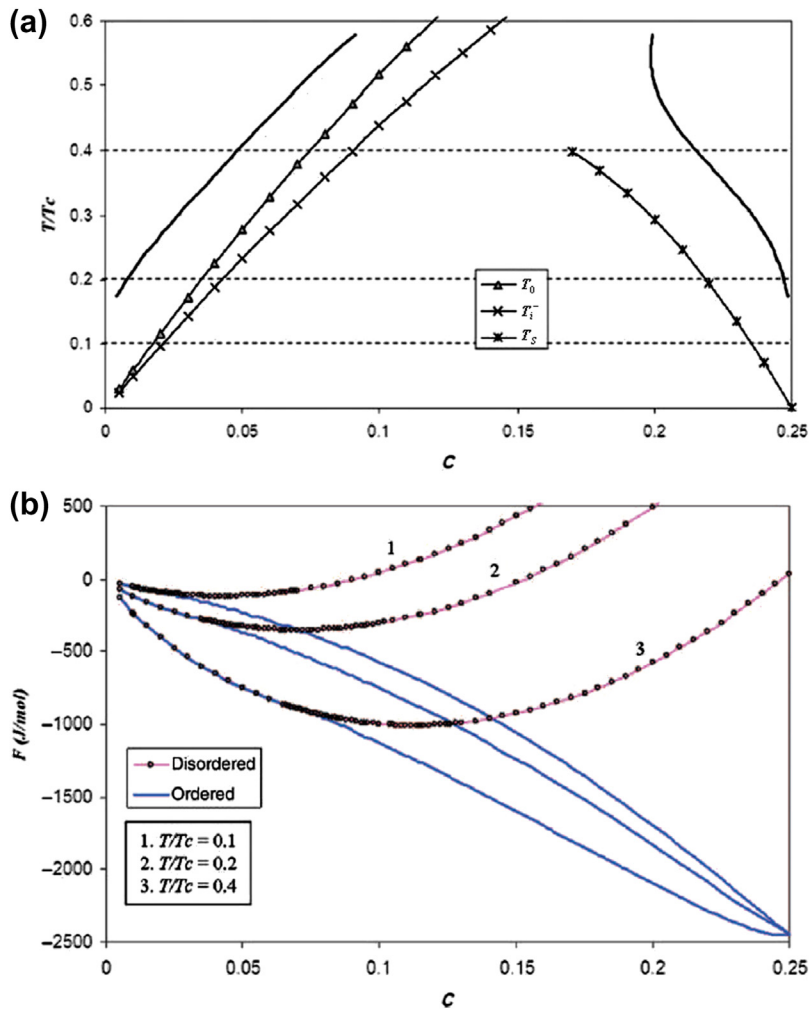 (a)
0.6
0.5
0.4
0.3
0.2
0.1
0
T/Tc
T₀
Tᵢ⁻
Tₛ
0 0.05 0.1 0.15 0.2 0.25
c
(b)
500
0
−500
−1000
−1500
−2000
−2500
F (J/mol)
1
2
3
Disordered
Ordered
1. T/Tc = 0.1
2. T/Tc = 0.2
3. T/Tc = 0.4
0 0.05 0.1 0.15 0.2 0.25
c